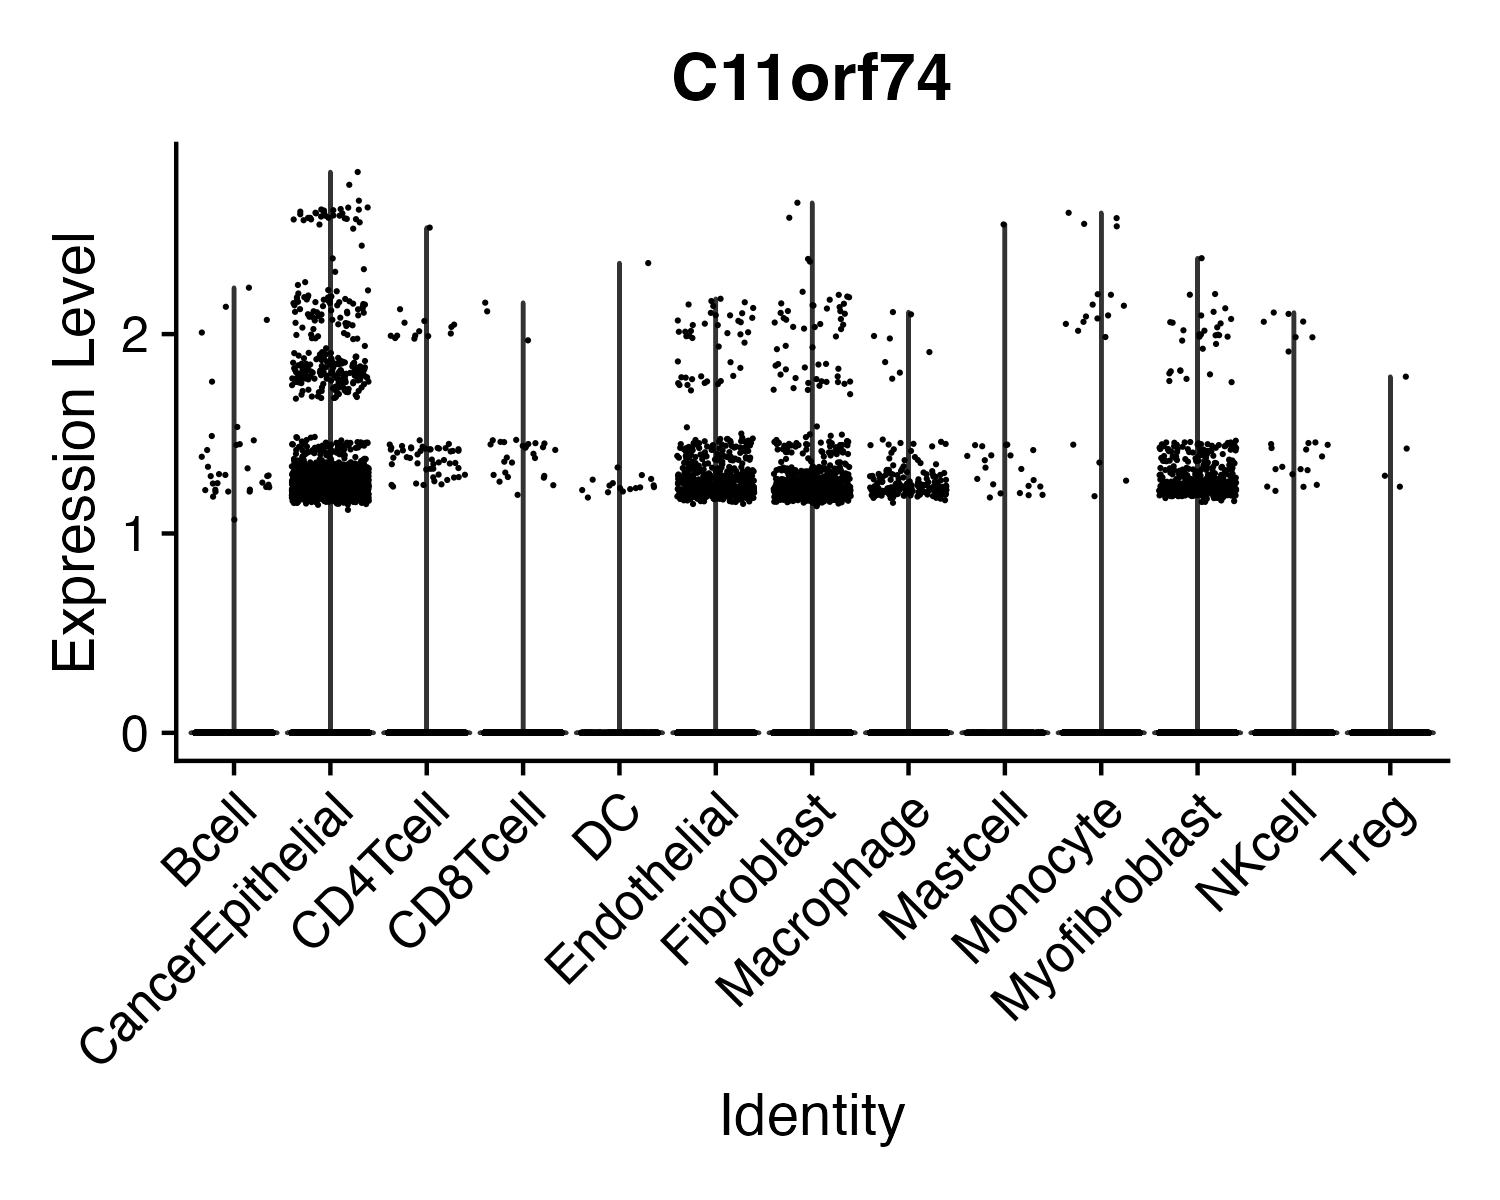 C11orf74
Expression Level
2
1
0
Bcell
CancerEpithelial
CD4Tcell
CD8Tcell
DC
Endothelial
Fibroblast
Macrophage
Mastcell
Monocyte
Myofibroblast
NKcell
Treg
Identity